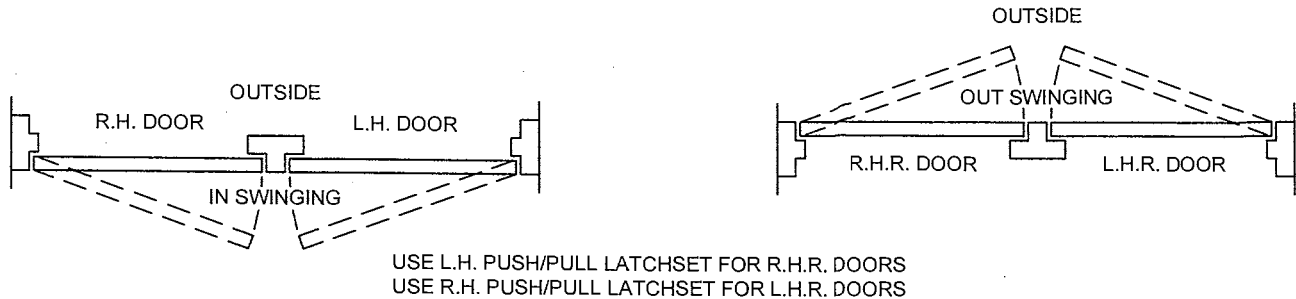 OUTSIDE
R.H. DOOR
L.H. DOOR
IN SWINGING
OUTSIDE
OUT SWINGING
R.H.R. DOOR
L.H.R. DOOR
USE L.H. PUSH/PULL LATCHSET FOR R.H.R. DOORS
USE R.H. PUSH/PULL LATCHSET FOR L.H.R. DOORS